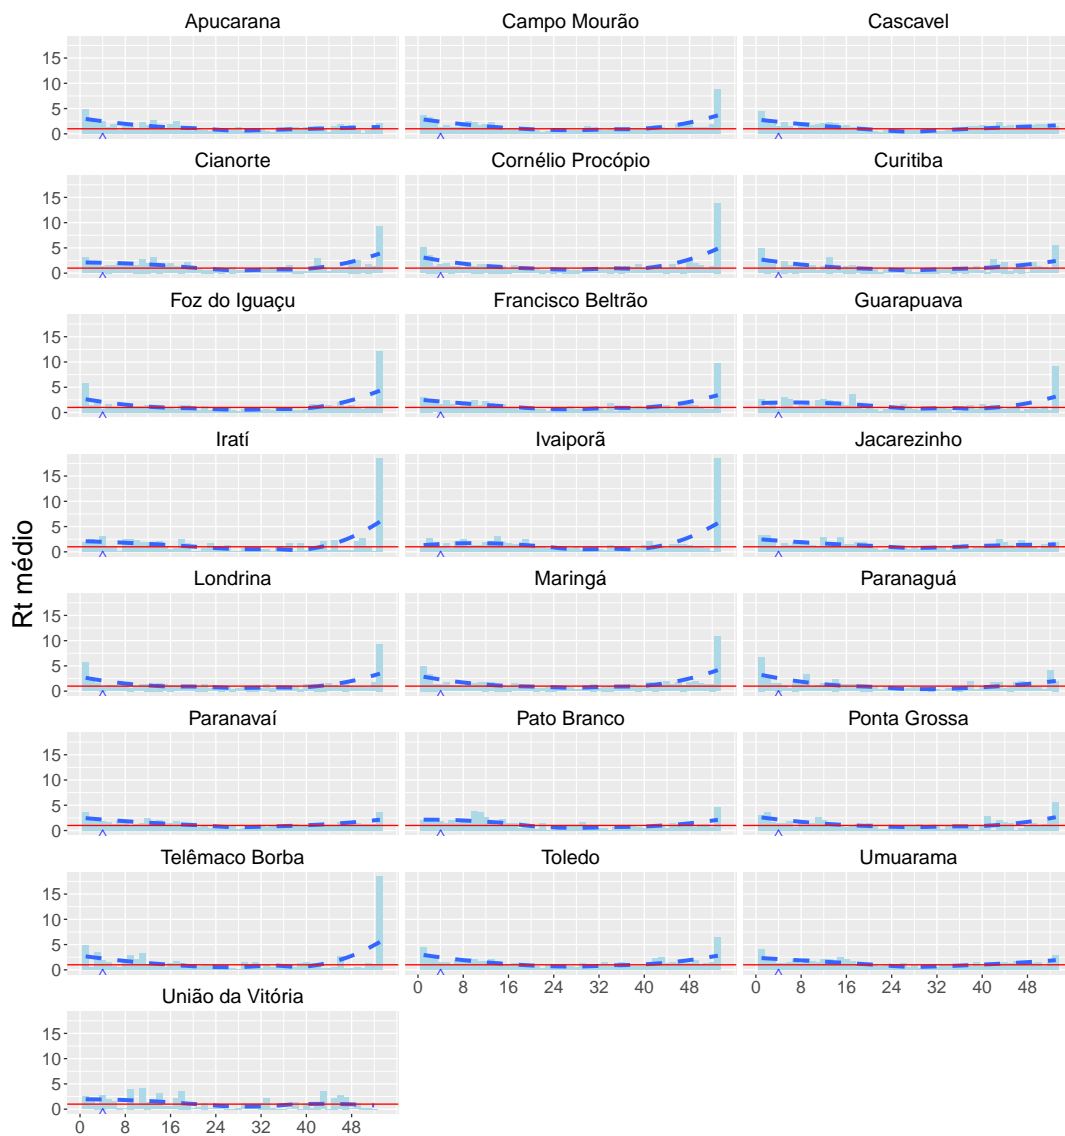 Apucarana Campo Mourão Cascavel
15
10
5
0
Cianorte Cornélio Procópio Curitiba
15
10
5
0
Foz do Iguaçu Francisco Beltrão Guarapuava
15
10
5
0
Iratí Ivaiporã Jacarezinho
15
10
5
0
Rt médio
Londrina Maringá Paranaguá
15
10
5
0
Paranavaí Pato Branco Ponta Grossa
15
10
5
0
Telêmaco Borba Toledo Umuarama
15
10
5
0
0 8 16 24 32 40 48 0 8 16 24 32 40 48
União da Vitória
15
10
5
0
0 8 16 24 32 40 48